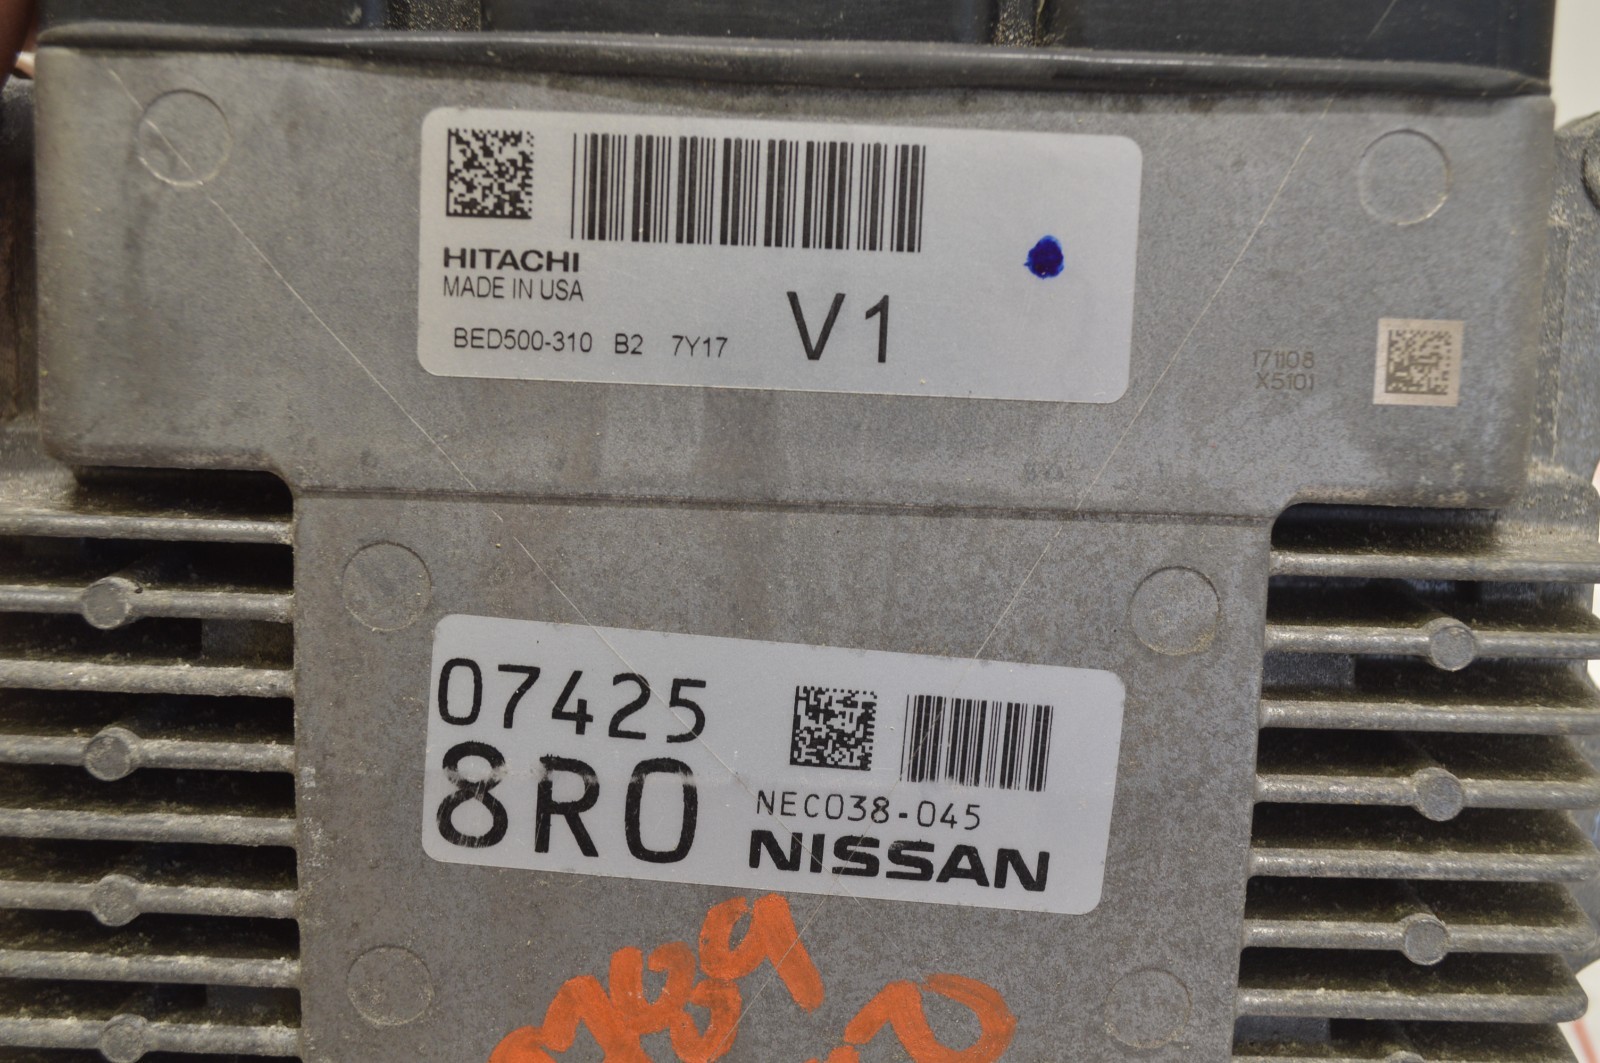 HITACHI
MADE IN USA
BED500-310 B2 7Y17
V1
171108
X5101
07425
8R0
NEC038-045
NISSAN